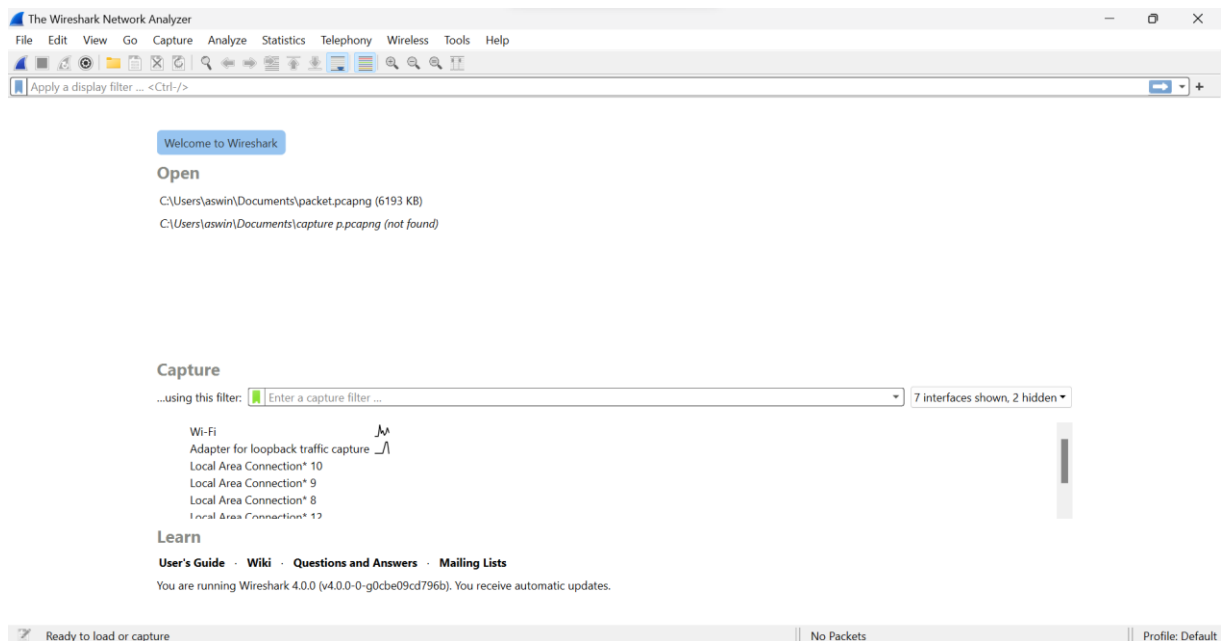 The Wireshark Network Analyzer
File Edit View Go Capture Analyze Statistics Telephony Wireless Tools Help
Apply a display filter ... <Ctrl-/>
Welcome to Wireshark
Open
C:\Users\aswin\Documents\packet.pcapng (6193 KB)
C:\Users\aswin\Documents\capture p.pcapng (not found)
Capture
...using this filter: Enter a capture filter ... 7 interfaces shown, 2 hidden
Wi-Fi
Adapter for loopback traffic capture
Local Area Connection* 10
Local Area Connection* 9
Local Area Connection* 8
Local Area Connection* 12
Learn
User's Guide · Wiki · Questions and Answers · Mailing Lists
You are running Wireshark 4.0.0 (v4.0.0-0-g0cbe09cd796b). You receive automatic updates.
Ready to load or capture No Packets Profile: Default